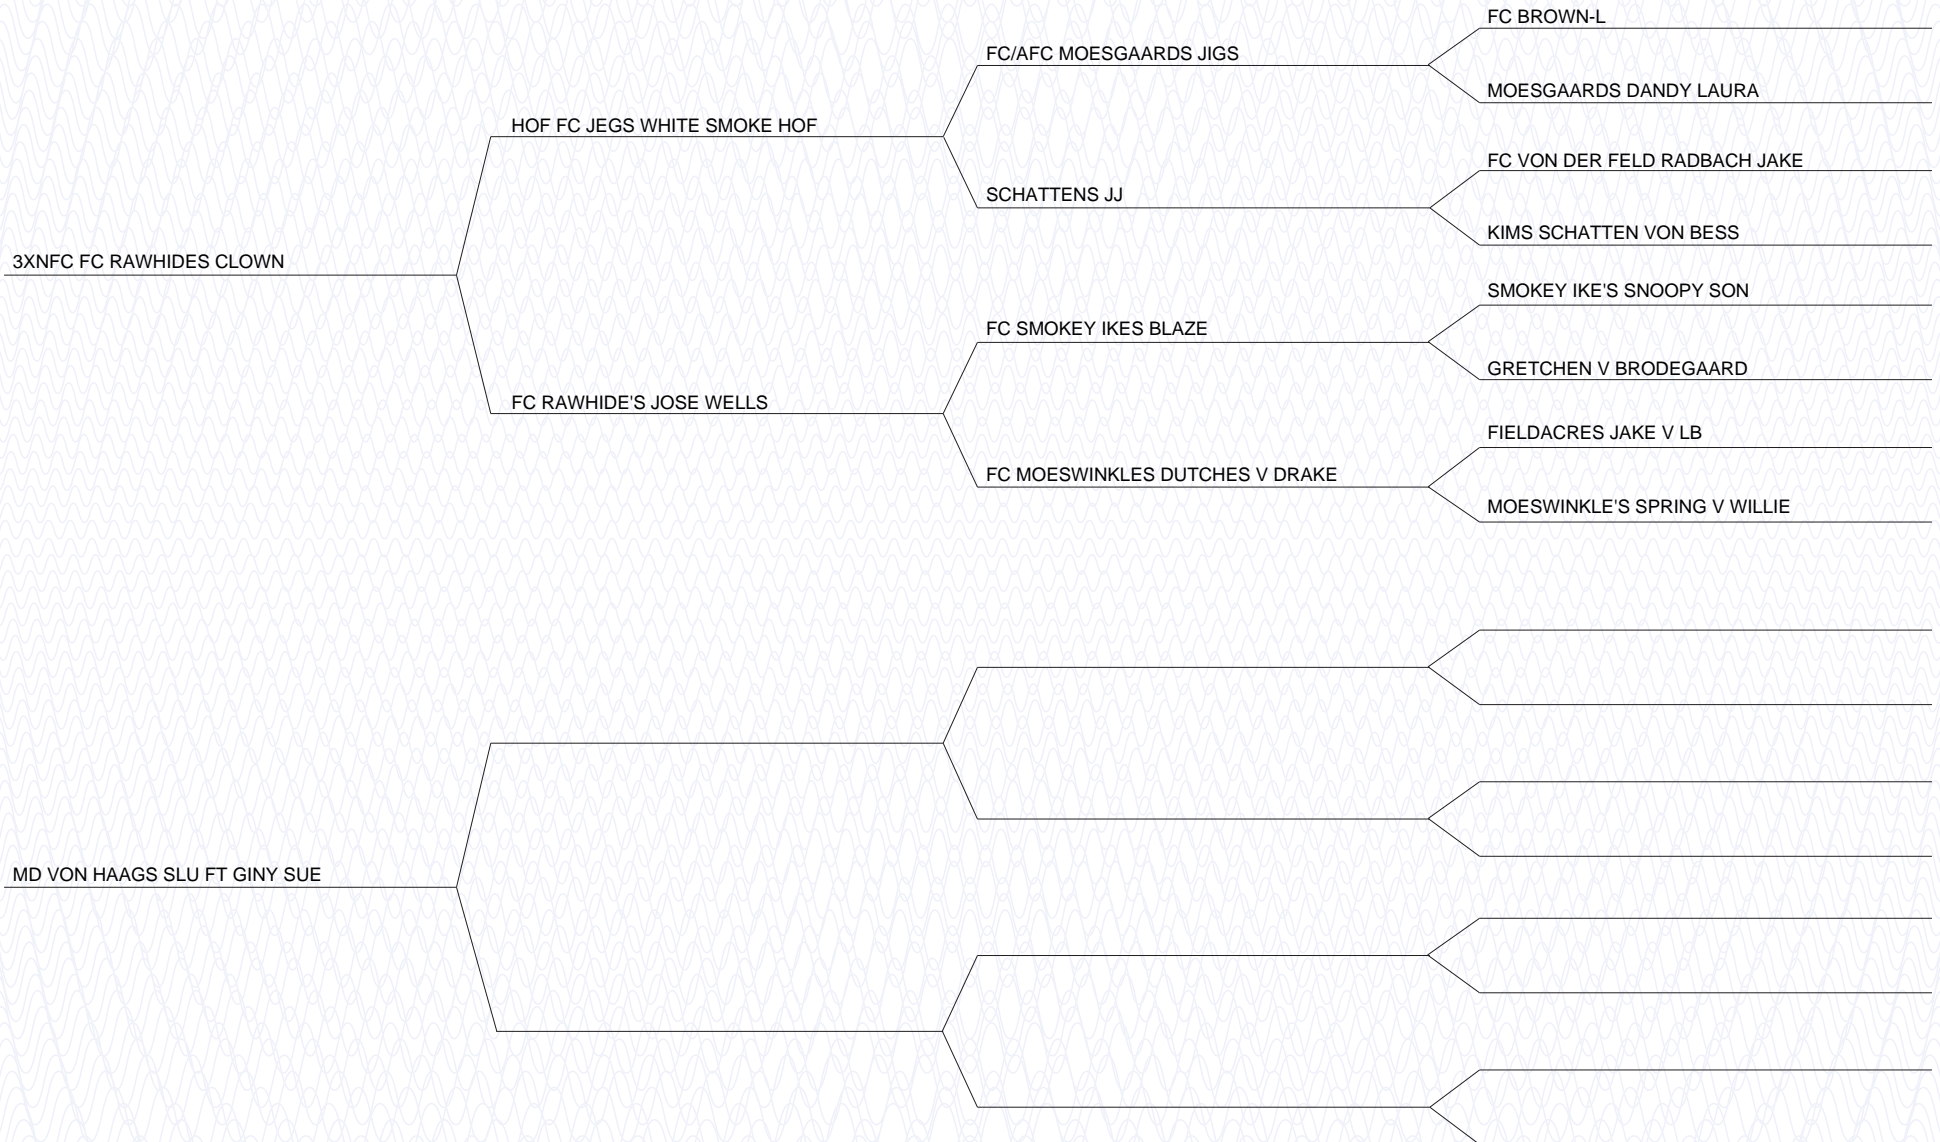 FC BROWN-L
FC/AFC MOESGAARDS JIGS
MOESGAARDS DANDY LAURA
HOF FC JEGS WHITE SMOKE HOF
FC VON DER FELD RADBACH JAKE
SCHATTENS JJ
KIMS SCHATTEN VON BESS
3XNFC FC RAWHIDES CLOWN
SMOKEY IKE'S SNOOPY SON
FC SMOKEY IKES BLAZE
GRETCHEN V BRODEGAARD
FC RAWHIDE'S JOSE WELLS
FIELDACRES JAKE V LB
FC MOESWINKLES DUTCHES V DRAKE
MOESWINKLE'S SPRING V WILLIE
MD VON HAAGS SLU FT GINY SUE